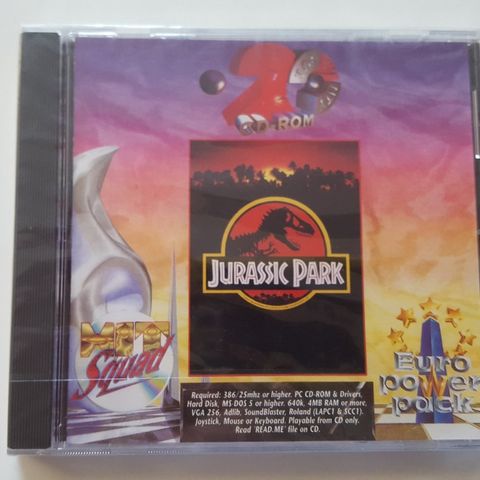 CD-ROM
JURASSIC PARK
HIT
Squad
Euro
power
pack
Required: 386/25mhz or higher. PC CD-ROM & Drivers,
Hard Disk, MS DOS 5 or higher. 640k, 4MB RAM or more,
VGA 256, Adlib, SoundBlaster, Roland (LAPC1 & SCC1).
Joystick, Mouse or Keyboard. Playable from CD only.
Read 'READ.ME' file on CD.